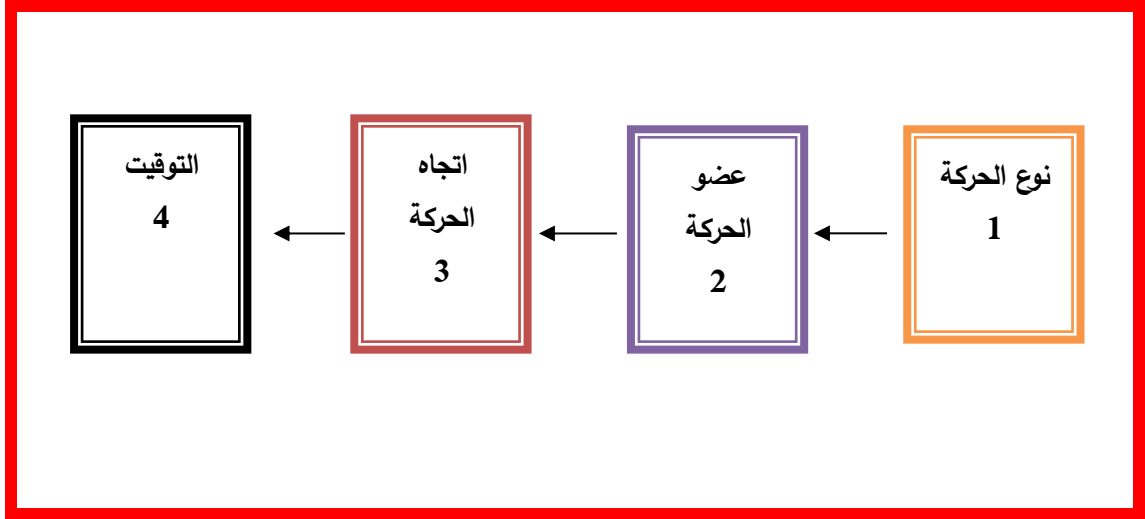 نوع الحركة
1
عضو
الحركة
2
اتجاه
الحركة
3
التوقيت
4